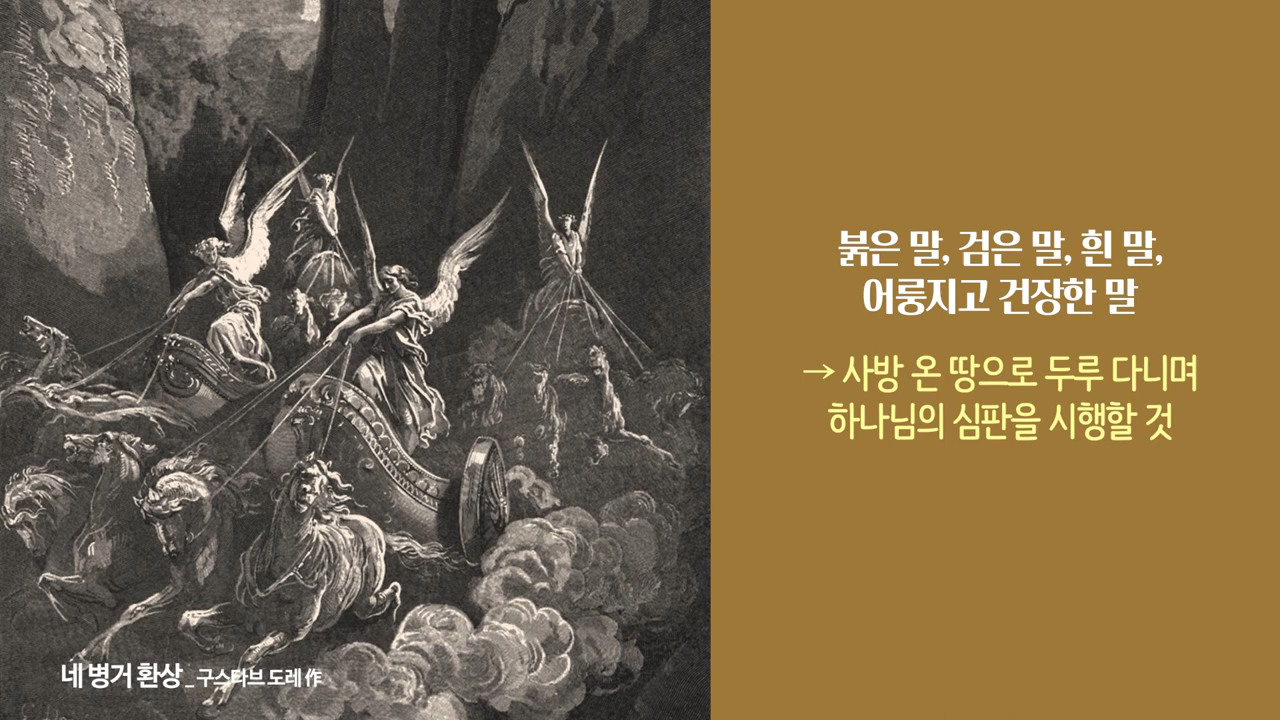 붉은 말, 검은 말, 흰 말,
어룽지고 건장한 말
→ 사방 온 땅으로 두루 다니며
하나님의 심판을 시행할 것
네 병거 환상 _ 구스타브 도레 作